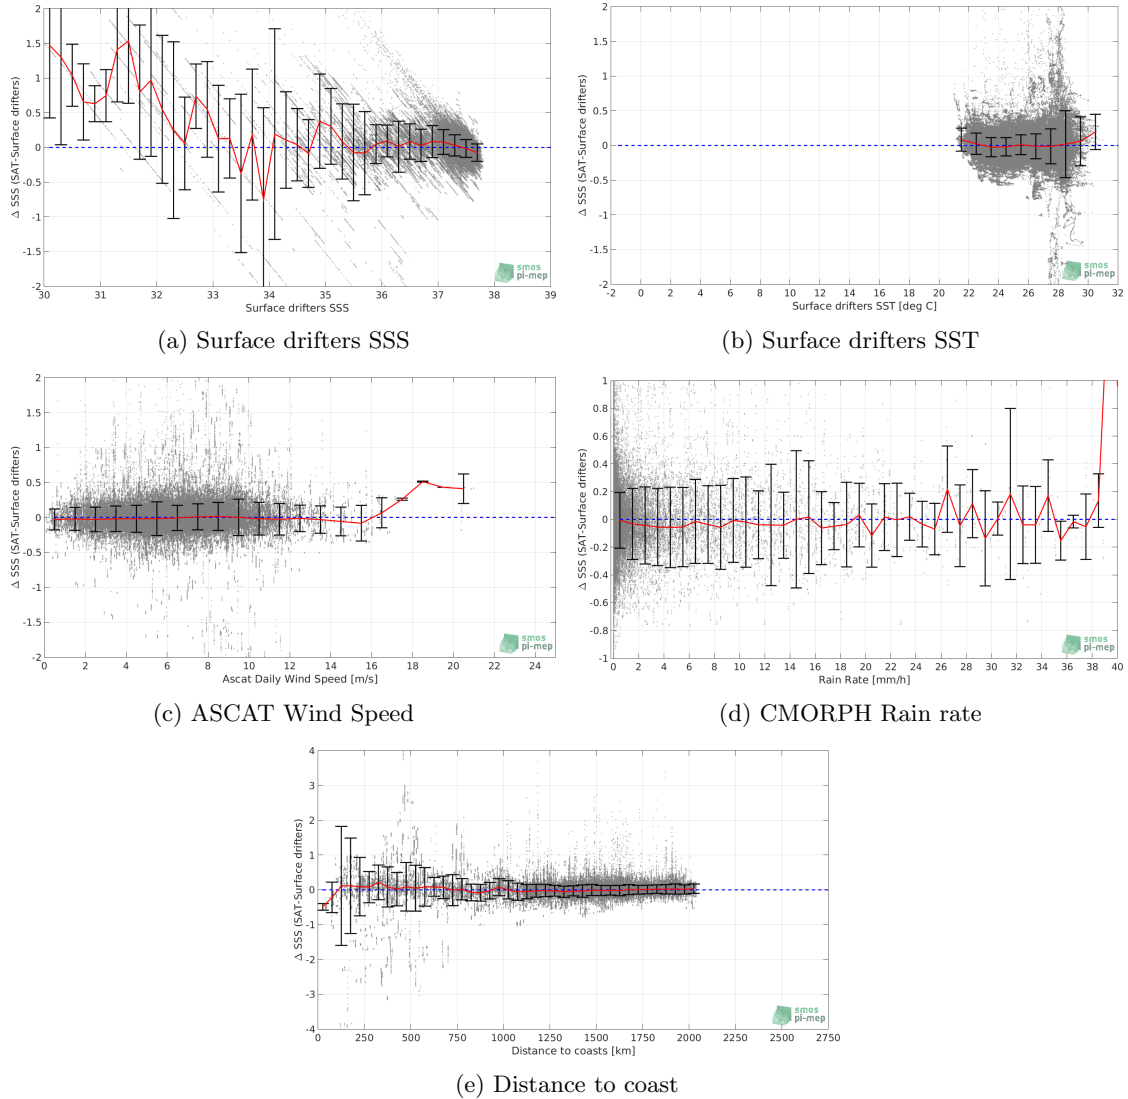 2
1.5
1
0.5
0
-0.5
-1
-1.5
-2
Δ SSS (SAT-Surface drifters)
30 31 32 33 34 35 36 37 38 39
Surface drifters SSS
smos
pi-mep
(a) Surface drifters SSS
2
1.5
1
0.5
0
-0.5
-1
-1.5
-2
Δ SSS (SAT-Surface drifters)
-2 0 2 4 6 8 10 12 14 16 18 20 22 24 26 28 30 32
Surface drifters SST [deg C]
smos
pi-mep
(b) Surface drifters SST
2
1.5
1
0.5
0
-0.5
-1
-1.5
-2
Δ SSS (SAT-Surface drifters)
0 2 4 6 8 10 12 14 16 18 20 22 24
Ascat Daily Wind Speed [m/s]
smos
pi-mep
(c) ASCAT Wind Speed
1
0.8
0.6
0.4
0.2
0
-0.2
-0.4
-0.6
-0.8
-1
Δ SSS (SAT-Surface drifters)
0 2 4 6 8 10 12 14 16 18 20 22 24 26 28 30 32 34 36 38 40
Rain Rate [mm/h]
smos
pi-mep
(d) CMORPH Rain rate
4
3
2
1
0
-1
-2
-3
-4
Δ SSS (SAT-Surface drifters)
0 250 500 750 1000 1250 1500 1750 2000 2250 2500 2750
Distance to coasts [km]
smos
pi-mep
(e) Distance to coast